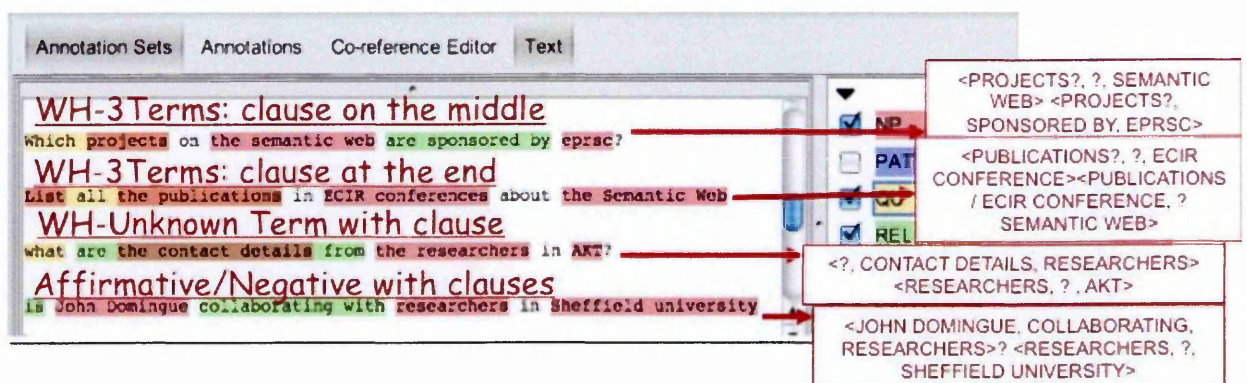 Annotation Sets Annotations Co-reference Editor Text
WH-3Terms: clause on the middle
Which projects on the semantic web are sponsored by eprsc?
WH-3Terms: clause at the end
List all the publications in ECIR conferences about the Semantic Web
WH-Unknown Term with clause
what are the contact details from the researchers in AKT?
Affirmative/Negative with clauses
is John Domingue collaborating with researchers in Sheffield university
NP
PAT
QU
REL
<PROJECTS?, ?, SEMANTIC
WEB> <PROJECTS?,
SPONSORED BY, EPRSC>
<PUBLICATIONS?, ?, ECIR
CONFERENCE><PUBLICATIONS
/ ECIR CONFERENCE, ?
SEMANTIC WEB>
<?, CONTACT DETAILS, RESEARCHERS>
<RESEARCHERS, ? , AKT>
<JOHN DOMINGUE, COLLABORATING,
RESEARCHERS>? <RESEARCHERS, ?,
SHEFFIELD UNIVERSITY>